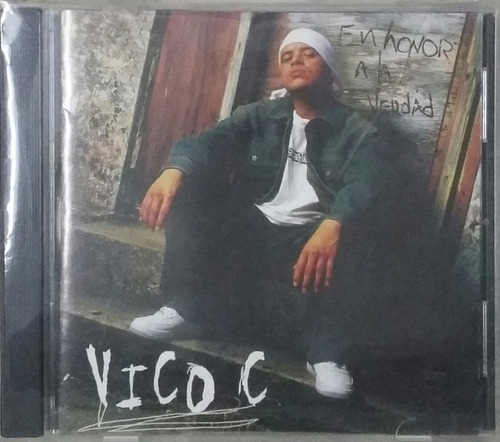 En HONOR
A la
VERdAd
VICO C